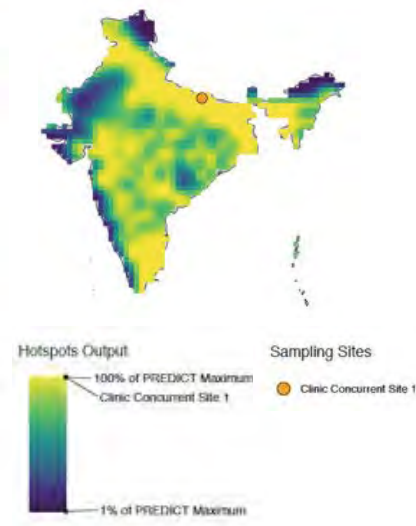 Hotspots Output
100% of PREDICT Maximum
Clinic Concurrent Site 1
1% of PREDICT Maximum
Sampling Sites
Clinic Concurrent Site 1